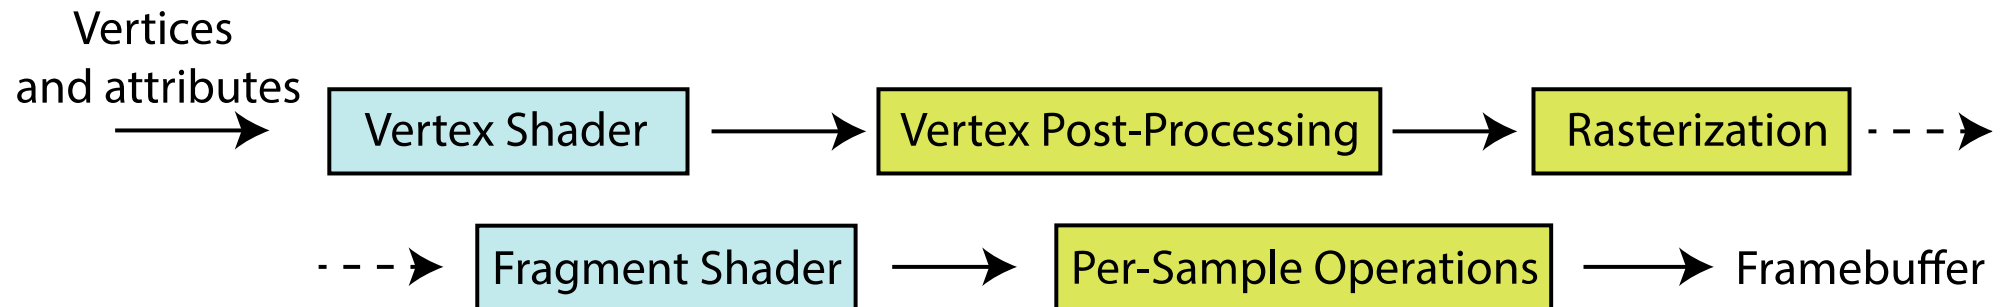 Vertices
and attributes
Vertex Shader
Vertex Post-Processing
Rasterization
Fragment Shader
Per-Sample Operations
Framebuffer